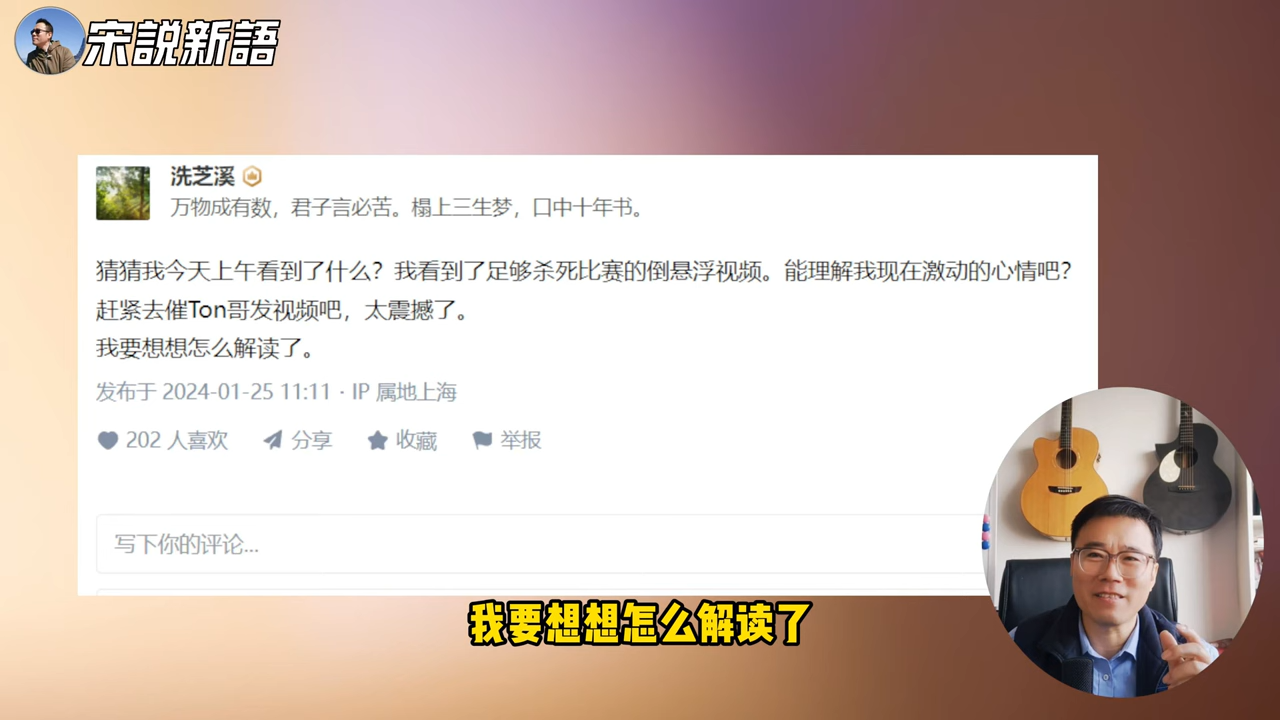 宋説新語
洗芝溪
万物成有数，君子言必苦。榻上三生梦，口中十年书。
猜猜我今天上午看到了什么？我看到了足够杀死比赛的倒悬浮视频。能理解我现在激动的心情吧？
赶紧去催Ton哥发视频吧，太震撼了。
我要想想怎么解读了。
发布于 2024-01-25 11:11 · IP 属地上海
202 人喜欢 分享 收藏 举报
写下你的评论...
我要想想怎么解读了